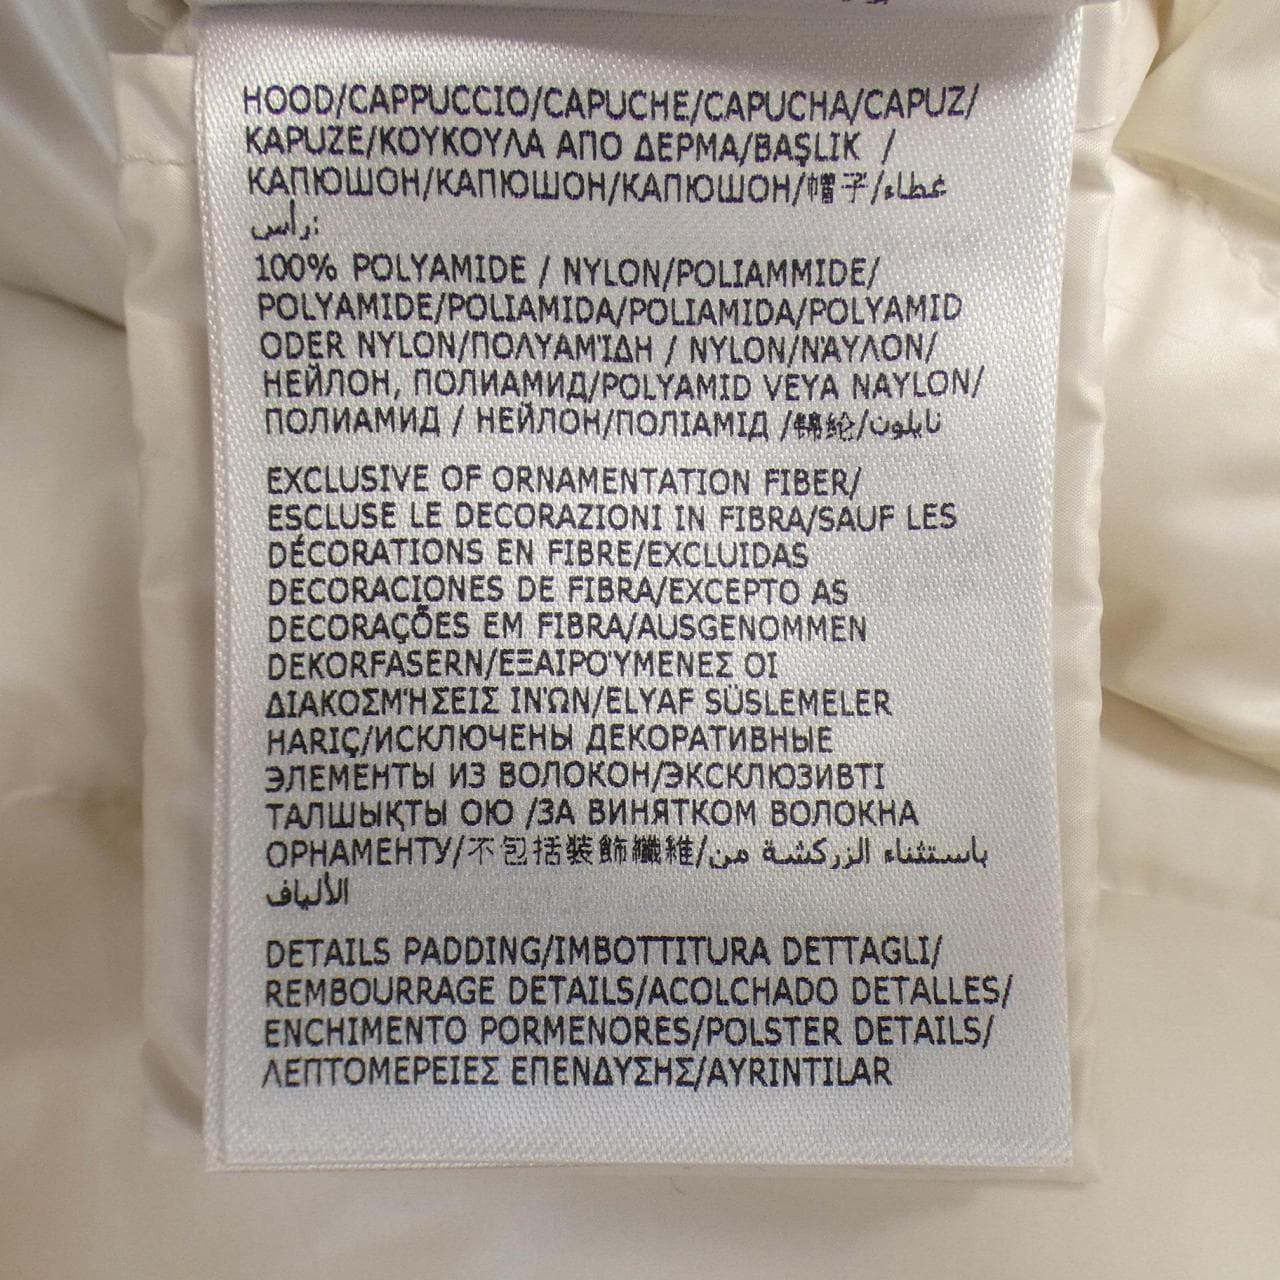 HOOD/CAPPUCCIO/CAPUCHE/CAPUCHA/CAPUZ/
KAPUZE/ΚΟΥΚΟΥΛΑ ΑΠΟ ΔΕΡΜΑ/BAŞLIK /
КАПЮШОН/КАПЮШОН/КАПЮШОН/帽子/غطاء
رأس:
100% POLYAMIDE / NYLON/POLIAMMIDE/
POLYAMIDE/POLIAMIDA/POLIAMIDA/POLYAMID
ODER NYLON/ΠΟΛΥΑΜΊΔΗ / NYLON/ΝΆΥΛΟΝ/
НЕЙЛОН, ПОЛИАМИД/POLYAMID VEYA NAYLON/
ПОЛИАМИД / НЕЙЛОН/ПОЛІАМІД /錦綸/نايلون
EXCLUSIVE OF ORNAMENTATION FIBER/
ESCLUSE LE DECORAZIONI IN FIBRA/SAUF LES
DÉCORATIONS EN FIBRE/EXCLUIDAS
DECORACIONES DE FIBRA/EXCEPTO AS
DECORAÇÕES EM FIBRA/AUSGENOMMEN
DEKORFASERN/ΕΞΑΙΡΟΎΜΕΝΕΣ ΟΙ
ΔΙΑΚΟΣΜΉΣΕΙΣ ΙΝΏΝ/ELYAF SÜSLEMELER
HARIÇ/ИСКЛЮЧЕНЫ ДЕКОРАТИВНЫЕ
ЭЛЕМЕНТЫ ИЗ ВОЛОКОН/ЭКСКЛЮЗИВТІ
ТАЛШЫҚТЫ ОЮ /ЗА ВИНЯТКОМ ВОЛОКНА
ОРНАМЕНТУ/不包括装飾纖維/باستثناء الزركشة من
الألياف
DETAILS PADDING/IMBOTTITURA DETTAGLI/
REMBOURRAGE DETAILS/ACOLCHADO DETALLES/
ENCHIMENTO PORMENORES/POLSTER DETAILS/
ΛΕΠΤΟΜΕΡΕΙΕΣ ΕΠΕΝΔΥΣΗΣ/AYRINTILAR